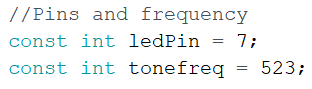 //Pins and frequency
const int ledPin = 7;
const int tonefreq = 523;